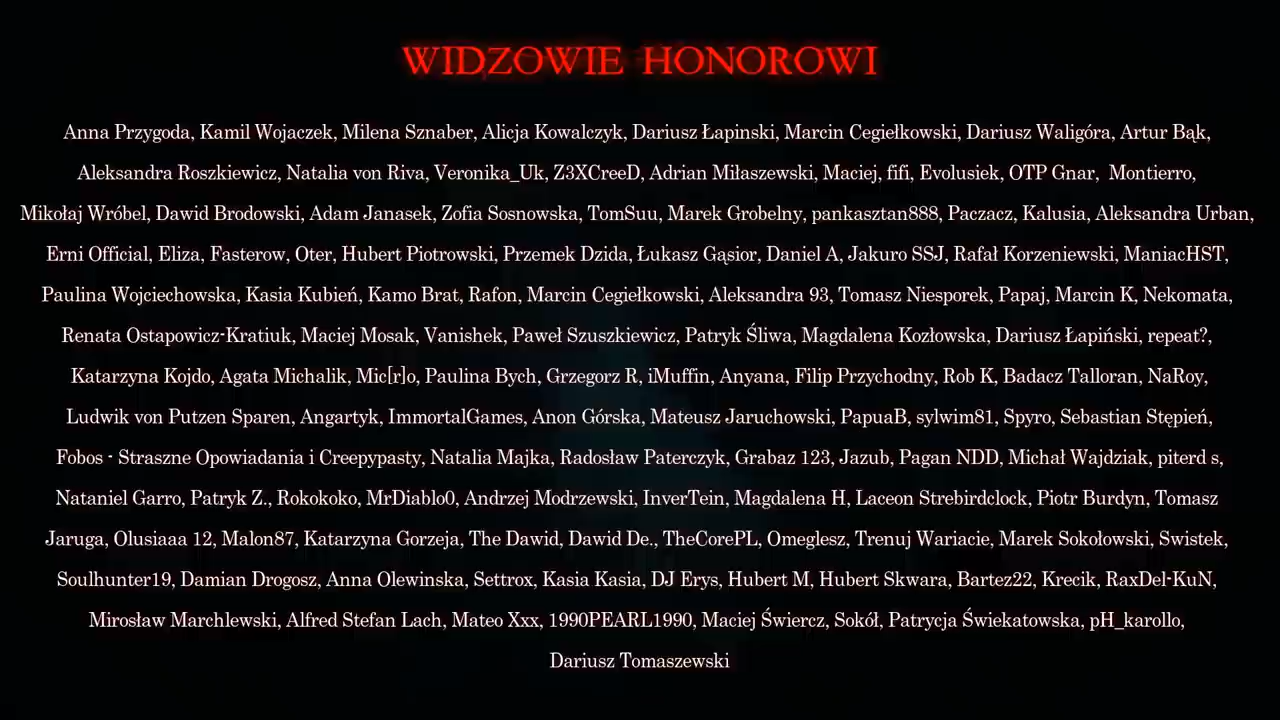 WIDZOWIE HONOROWI
Anna Przygoda, Kamil Wojaczek, Milena Sznaber, Alicja Kowalczyk, Dariusz Łapinski, Marcin Cegiełkowski, Dariusz Waligóra, Artur Bąk,
Aleksandra Roszkiewicz, Natalia von Riva, Veronika_Uk, Z3XCreeD, Adrian Miłaszewski, Maciej, fifi, Evolusiek, OTP Gnar, Montierro,
Mikołaj Wróbel, Dawid Brodowski, Adam Janasek, Zofia Sosnowska, TomSuu, Marek Grobelny, pankasztan888, Paczacz, Kalusia, Aleksandra Urban,
Erni Official, Eliza, Fasterow, Oter, Hubert Piotrowski, Przemek Dzida, Łukasz Gąsior, Daniel A, Jakuro SSJ, Rafał Korzeniewski, ManiacHST,
Paulina Wojciechowska, Kasia Kubień, Kamo Brat, Rafon, Marcin Cegiełkowski, Aleksandra 93, Tomasz Niesporek, Papaj, Marcin K, Nekomata,
Renata Ostapowicz-Kratiuk, Maciej Mosak, Vanishek, Paweł Szuszkiewicz, Patryk Śliwa, Magdalena Kozłowska, Dariusz Łapiński, repeat?,
Katarzyna Kojdo, Agata Michalik, Mic[r]o, Paulina Bych, Grzegorz R, iMuffin, Anyana, Filip Przychodny, Rob K, Badacz Talloran, NaRoy,
Ludwik von Putzen Sparen, Angartyk, ImmortalGames, Anon Górska, Mateusz Jaruchowski, PapuaB, sylwim81, Spyro, Sebastian Stępień,
Fobos - Straszne Opowiadania i Creepypasty, Natalia Majka, Radosław Paterczyk, Grabaz 123, Jazub, Pagan NDD, Michał Wajdziak, piterd s,
Nataniel Garro, Patryk Z., Rokokoko, MrDiablo0, Andrzej Modrzewski, InverTein, Magdalena H, Laceon Strebirdclock, Piotr Burdyn, Tomasz
Jaruga, Olusiaaa 12, Malon87, Katarzyna Gorzeja, The Dawid, Dawid De., TheCorePL, Omeglesz, Trenuj Wariacie, Marek Sokołowski, Swistek,
Soulhunter19, Damian Drogosz, Anna Olewinska, Settrox, Kasia Kasia, DJ Erys, Hubert M, Hubert Skwara, Bartez22, Krecik, RaxDel-KuN,
Mirosław Marchlewski, Alfred Stefan Lach, Mateo Xxx, 1990PEARL1990, Maciej Świercz, Sokół, Patrycja Świekatowska, pH_karollo,
Dariusz Tomaszewski